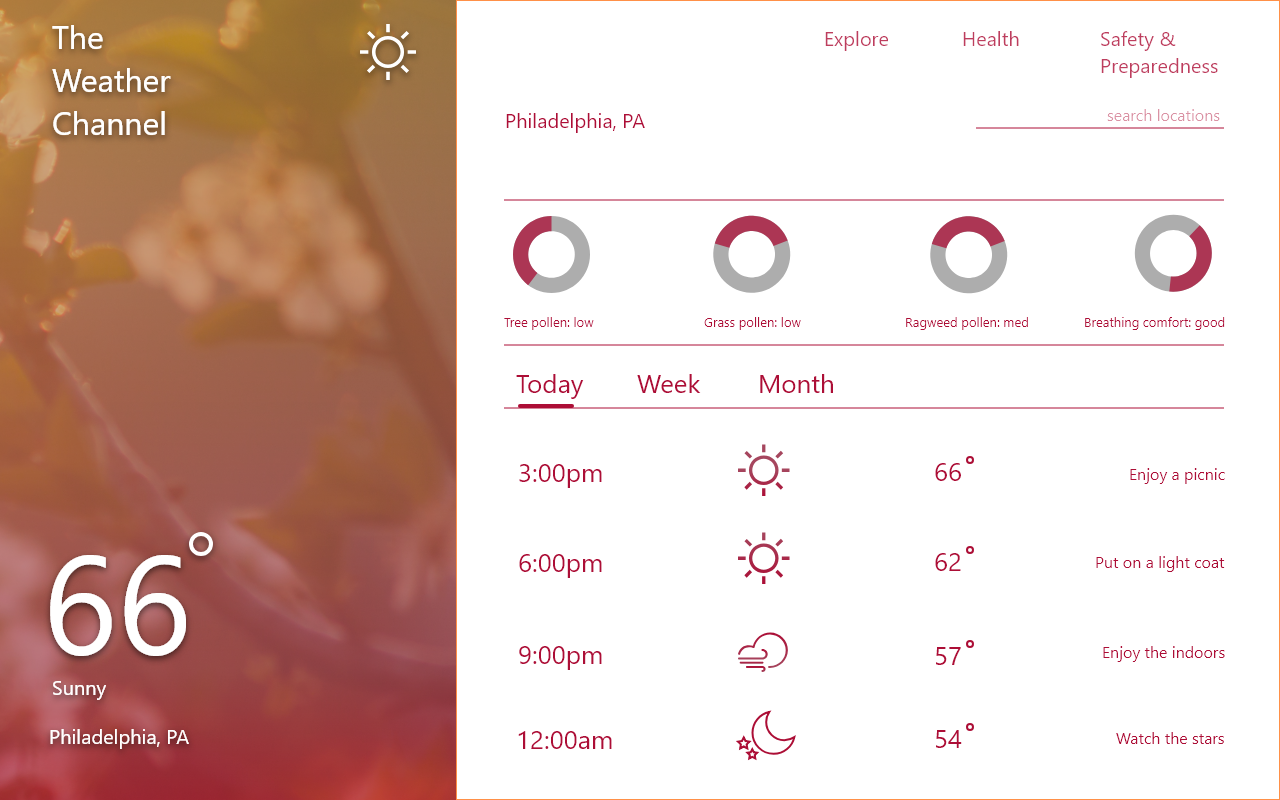 The
Weather
Channel
66°
Sunny
Philadelphia, PA
Explore
Health
Safety &
Preparedness
Philadelphia, PA
search locations
Tree pollen: low
Grass pollen: low
Ragweed pollen: med
Breathing comfort: good
Today
Week
Month
3:00pm
66°
Enjoy a picnic
6:00pm
62°
Put on a light coat
9:00pm
57°
Enjoy the indoors
12:00am
54°
Watch the stars